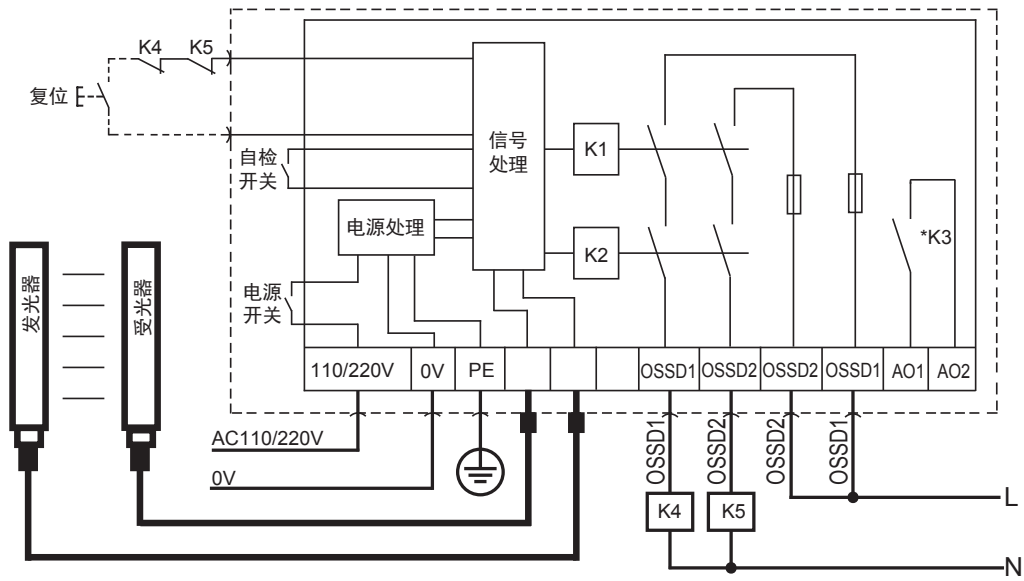 K4 K5
复位
自检
开关
信号
处理
K1
K2
*K3
电源处理
电源
开关
发光器
受光器
110/220V 0V PE OSSD1 OSSD2 OSSD2 OSSD1 AO1 AO2
AC110/220V
0V
OSSD1 OSSD2 OSSD2 OSSD1
K4 K5
L
N